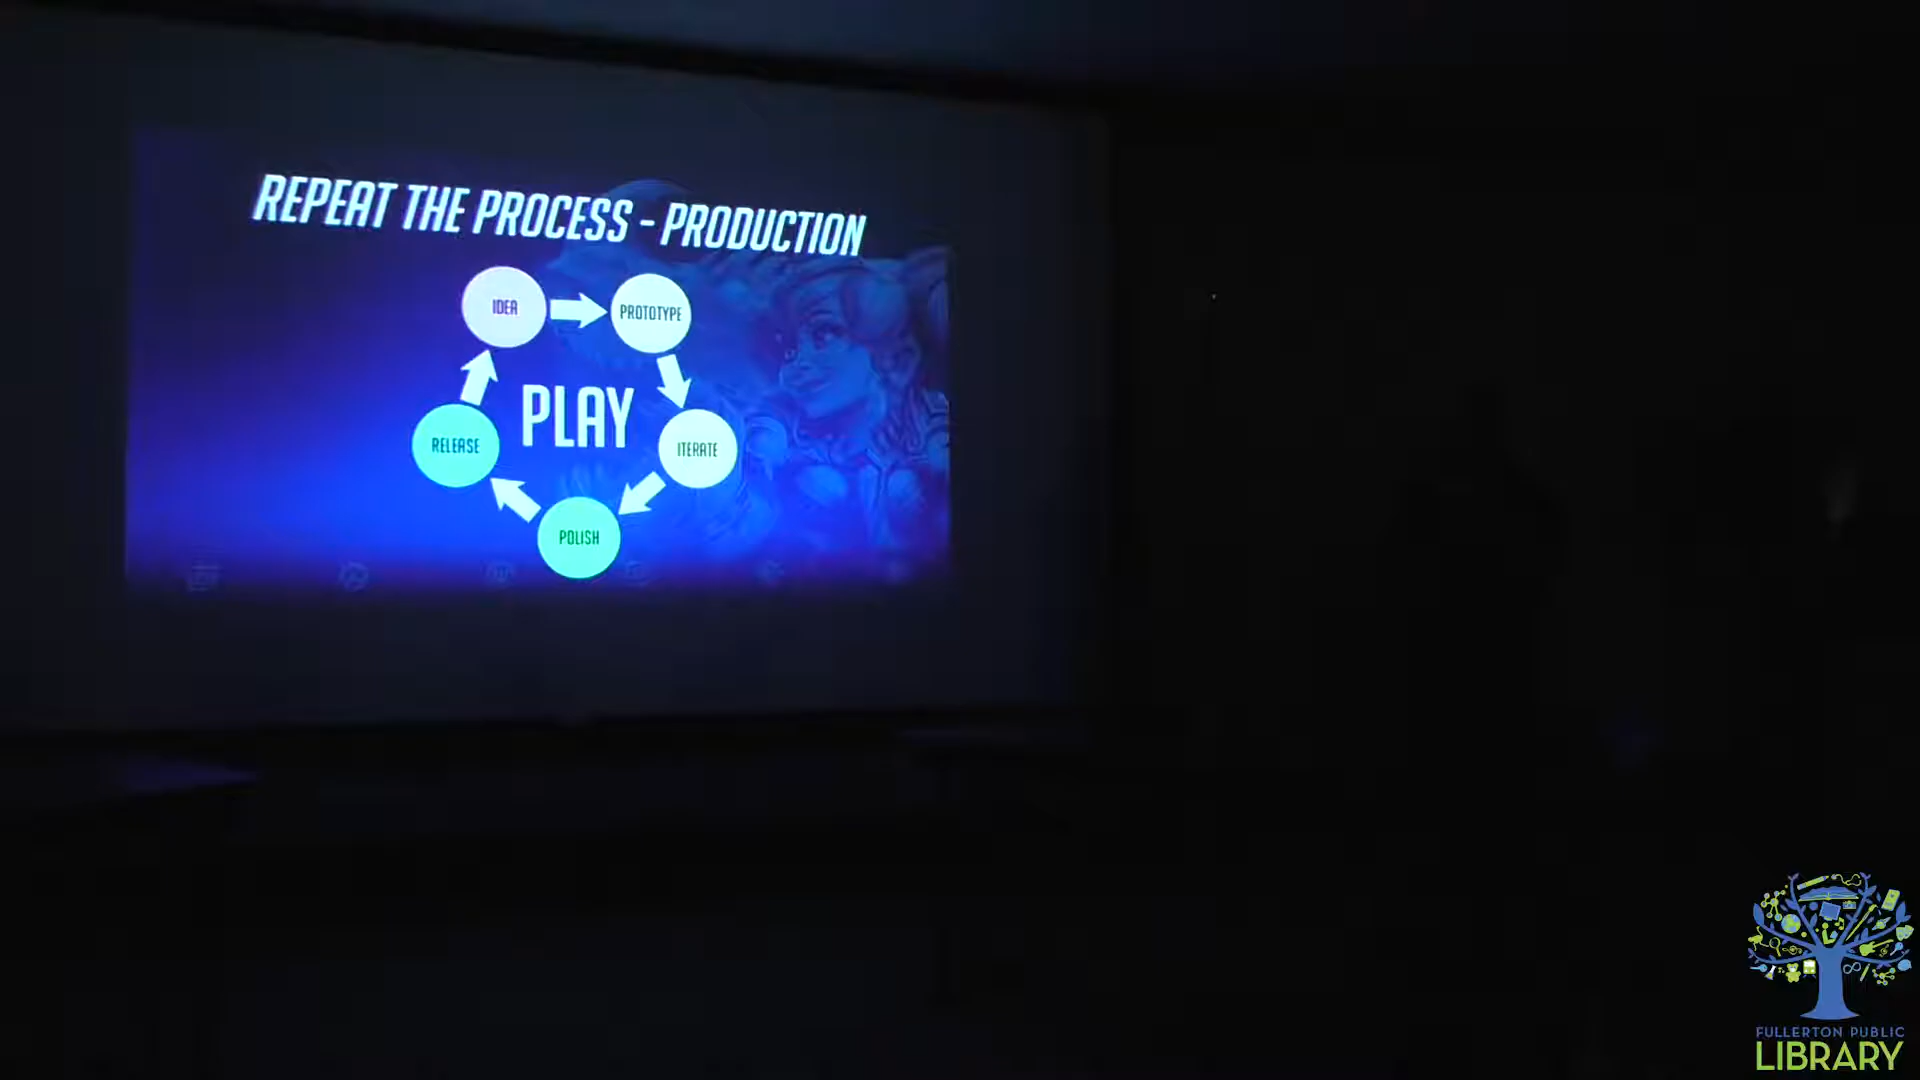 REPEAT THE PROCESS - PRODUCTION
IDEA
PROTOTYPE
PLAY
RELEASE
ITERATE
POLISH
FULLERTON PUBLIC
LIBRARY